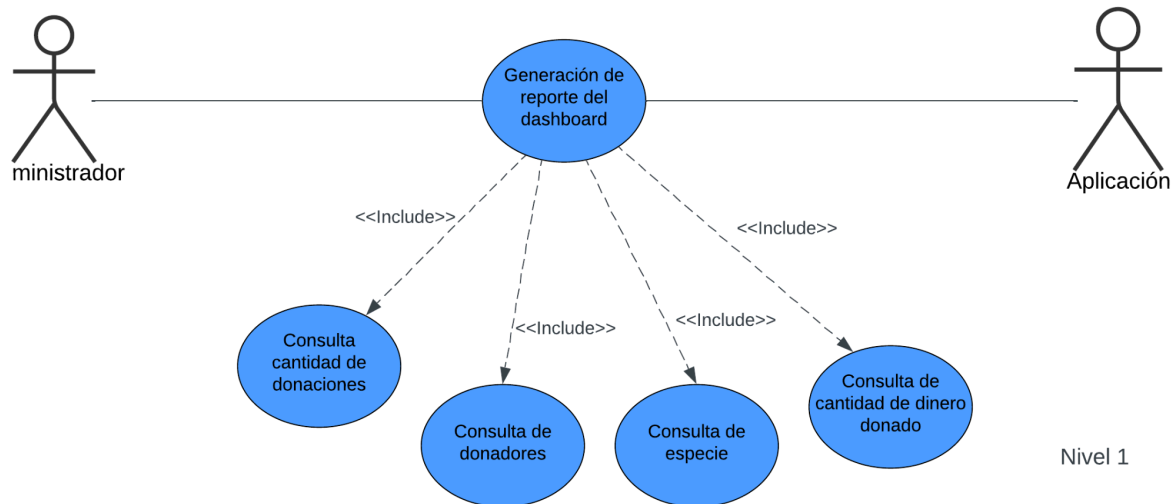 Generación de
reporte del
dashboard
ministrador
Aplicación
<<Include>>
<<Include>>
<<Include>>
<<Include>>
Consulta
cantidad de
donaciones
Consulta de
donadores
Consulta de
especie
Consulta de
cantidad de dinero
donado
Nivel 1